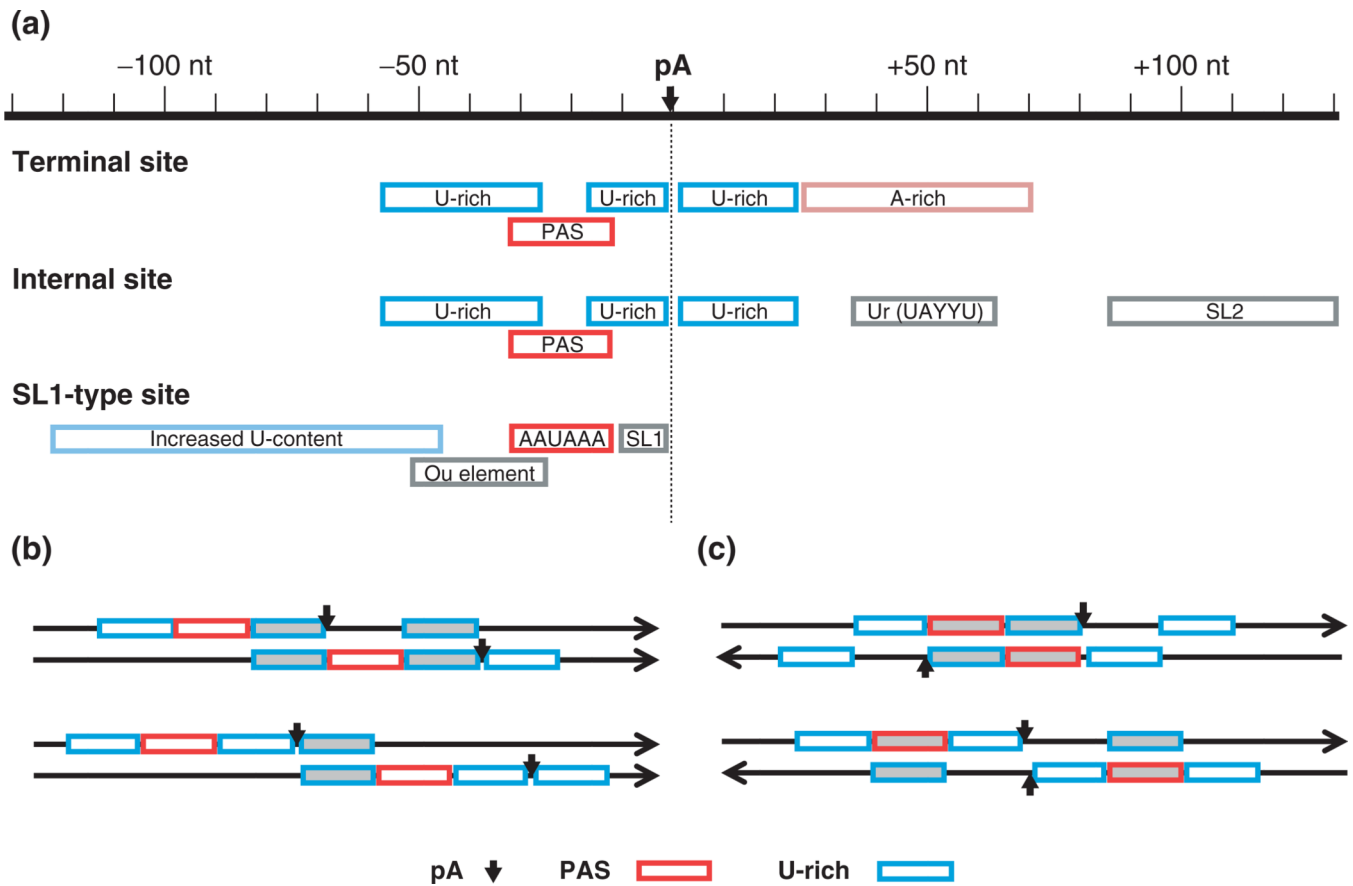 (a)
−100 nt −50 nt pA +50 nt +100 nt
Terminal site
U-rich U-rich U-rich A-rich
PAS
Internal site
U-rich U-rich U-rich Ur (UAYYU) SL2
PAS
SL1-type site
Increased U-content AAUAAA SL1
Ou element
(b) (c)
pA PAS U-rich